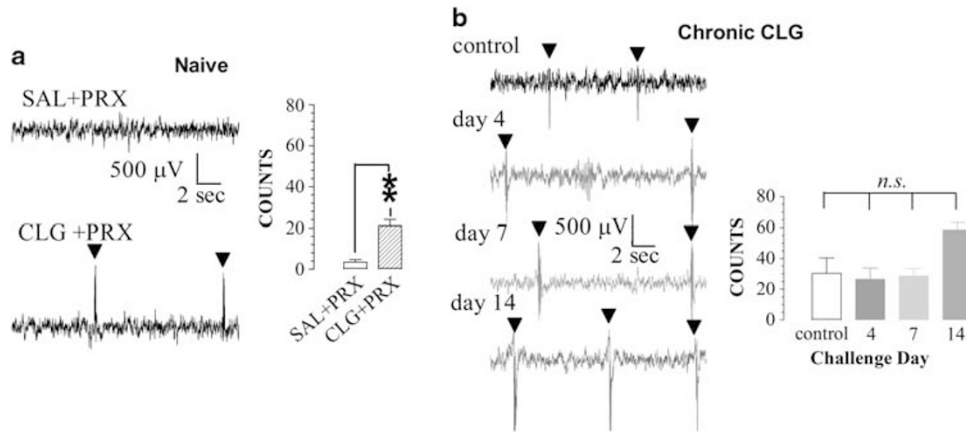 a
Naive
SAL+PRX
500 µV
2 sec
CLG +PRX
COUNTS
80
60
40
20
0
**
SAL+PRX
CLG+PRX
b
Chronic CLG
control
day 4
day 7
500 µV
2 sec
day 14
n.s.
COUNTS
80
60
40
20
0
control 4 7 14
Challenge Day